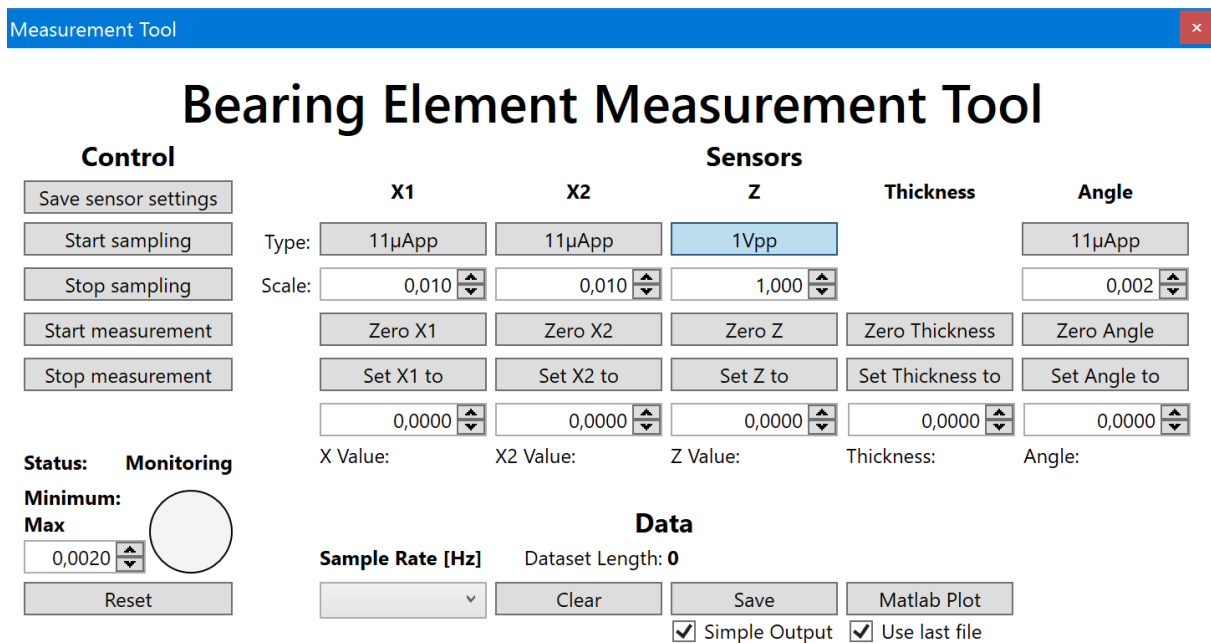 Measurement Tool
Bearing Element Measurement Tool
Control
Sensors
X1 X2 Z Thickness Angle
Save sensor settings
Start sampling Type: 11µApp 11µApp 1Vpp 11µApp
Stop sampling Scale: 0,010 0,010 1,000 0,002
Start measurement Zero X1 Zero X2 Zero Z Zero Thickness Zero Angle
Stop measurement Set X1 to Set X2 to Set Z to Set Thickness to Set Angle to
0,0000 0,0000 0,0000 0,0000 0,0000
X Value: X2 Value: Z Value: Thickness: Angle:
Status: Monitoring
Minimum:
Max
0,0020
Data
Sample Rate [Hz] Dataset Length: 0
Reset Clear Save Matlab Plot
Simple Output Use last file